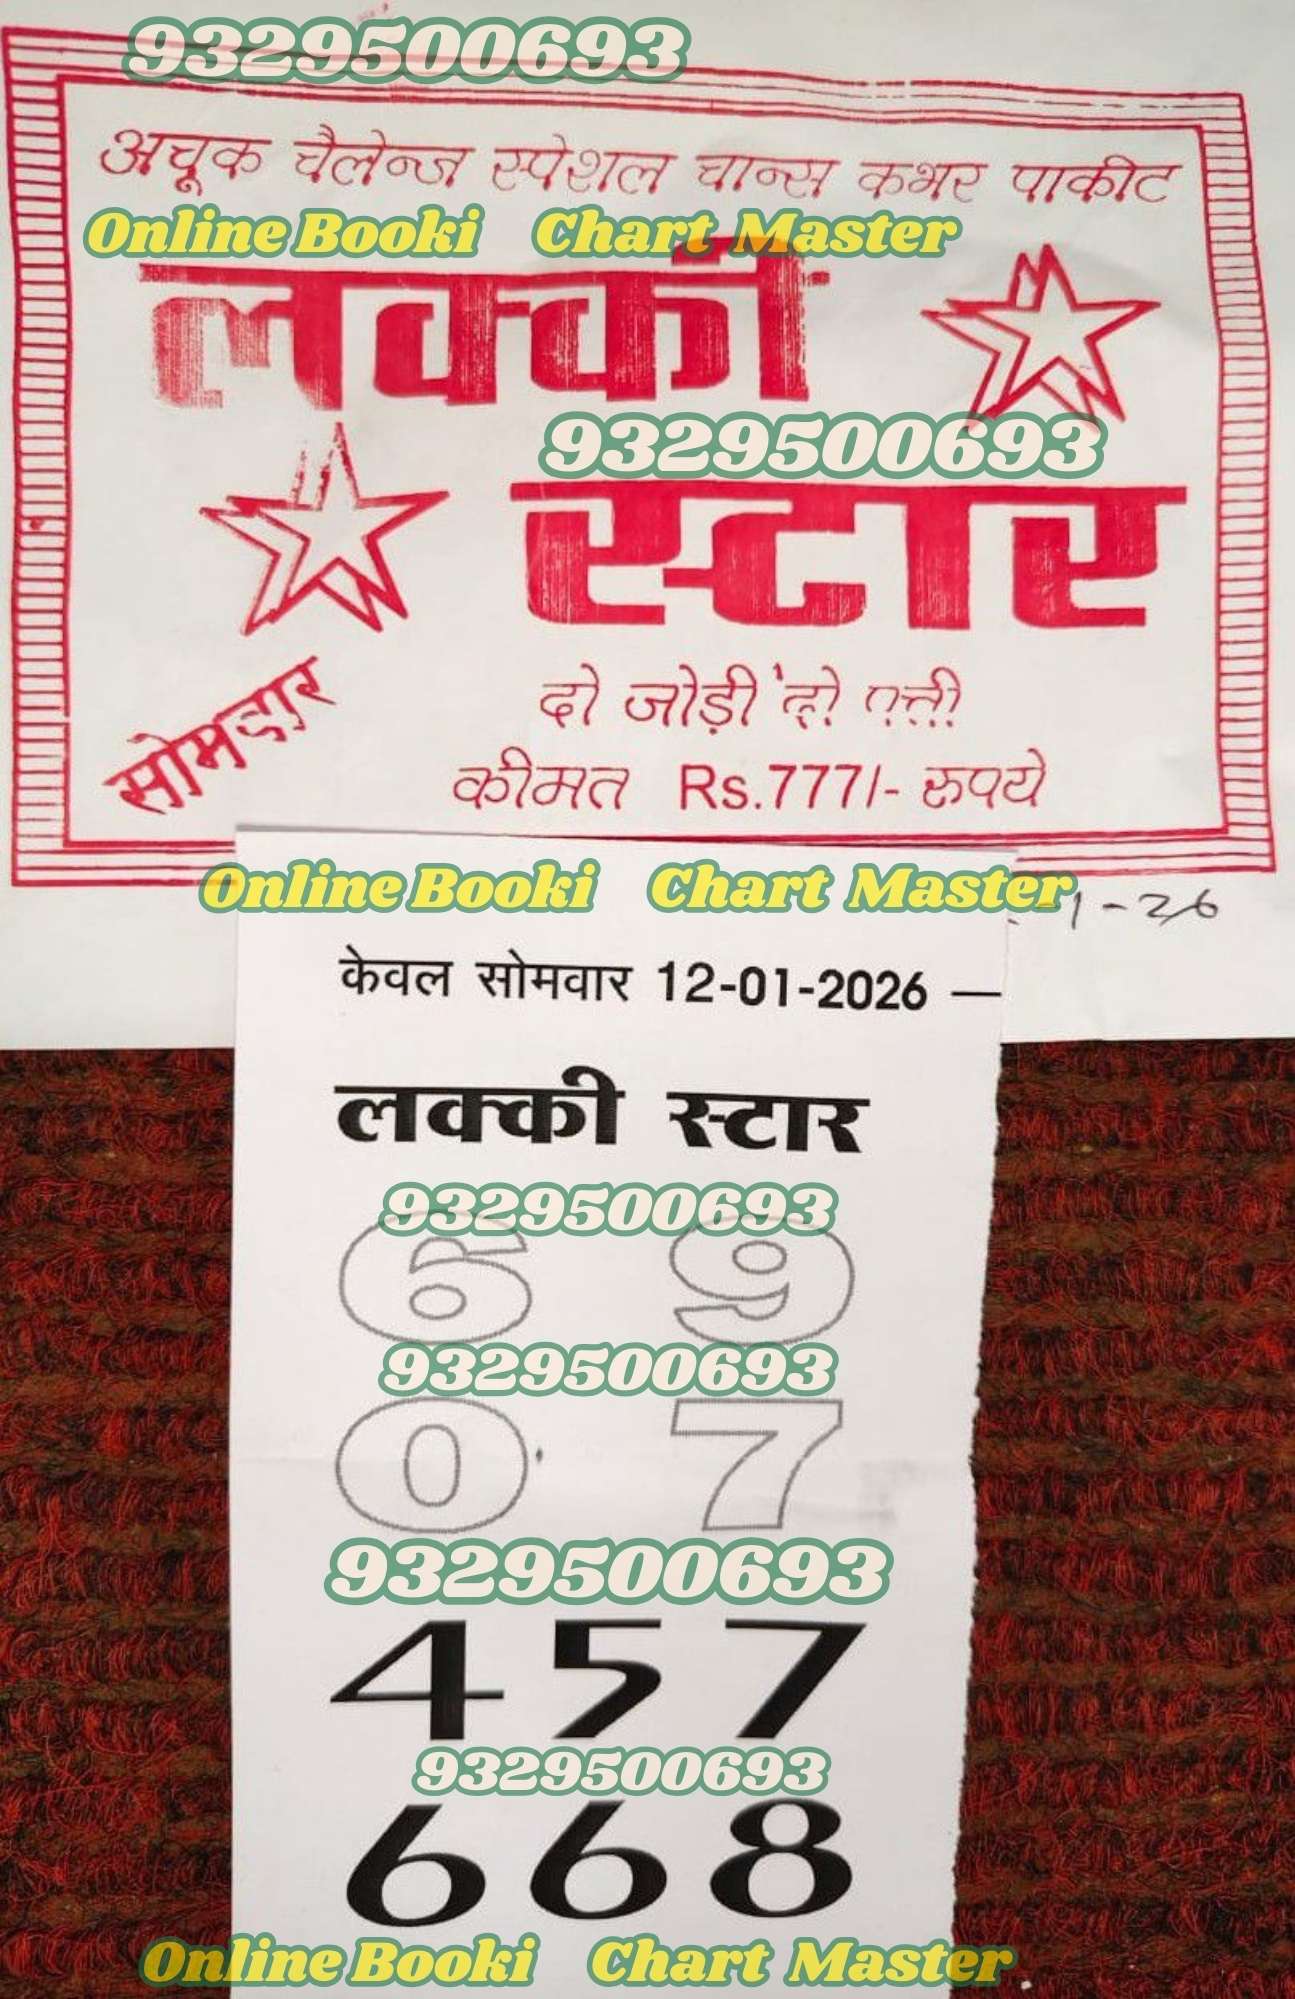 9329500693
अचूक चैलेन्ज स्पेशल चान्स कभर पाकीट
Online Booki Chart Master
लक्की
9329500693
स्टार
सोमवार
दो जोड़ी दो पत्ती
कीमत Rs.777/- रुपये
Online Booki Chart Master
-1-26
केवल सोमवार 12-01-2026 —
लक्की स्टार
9329500693
6 9
9329500693
0 7
9329500693
457
9329500693
668
Online Booki Chart Master